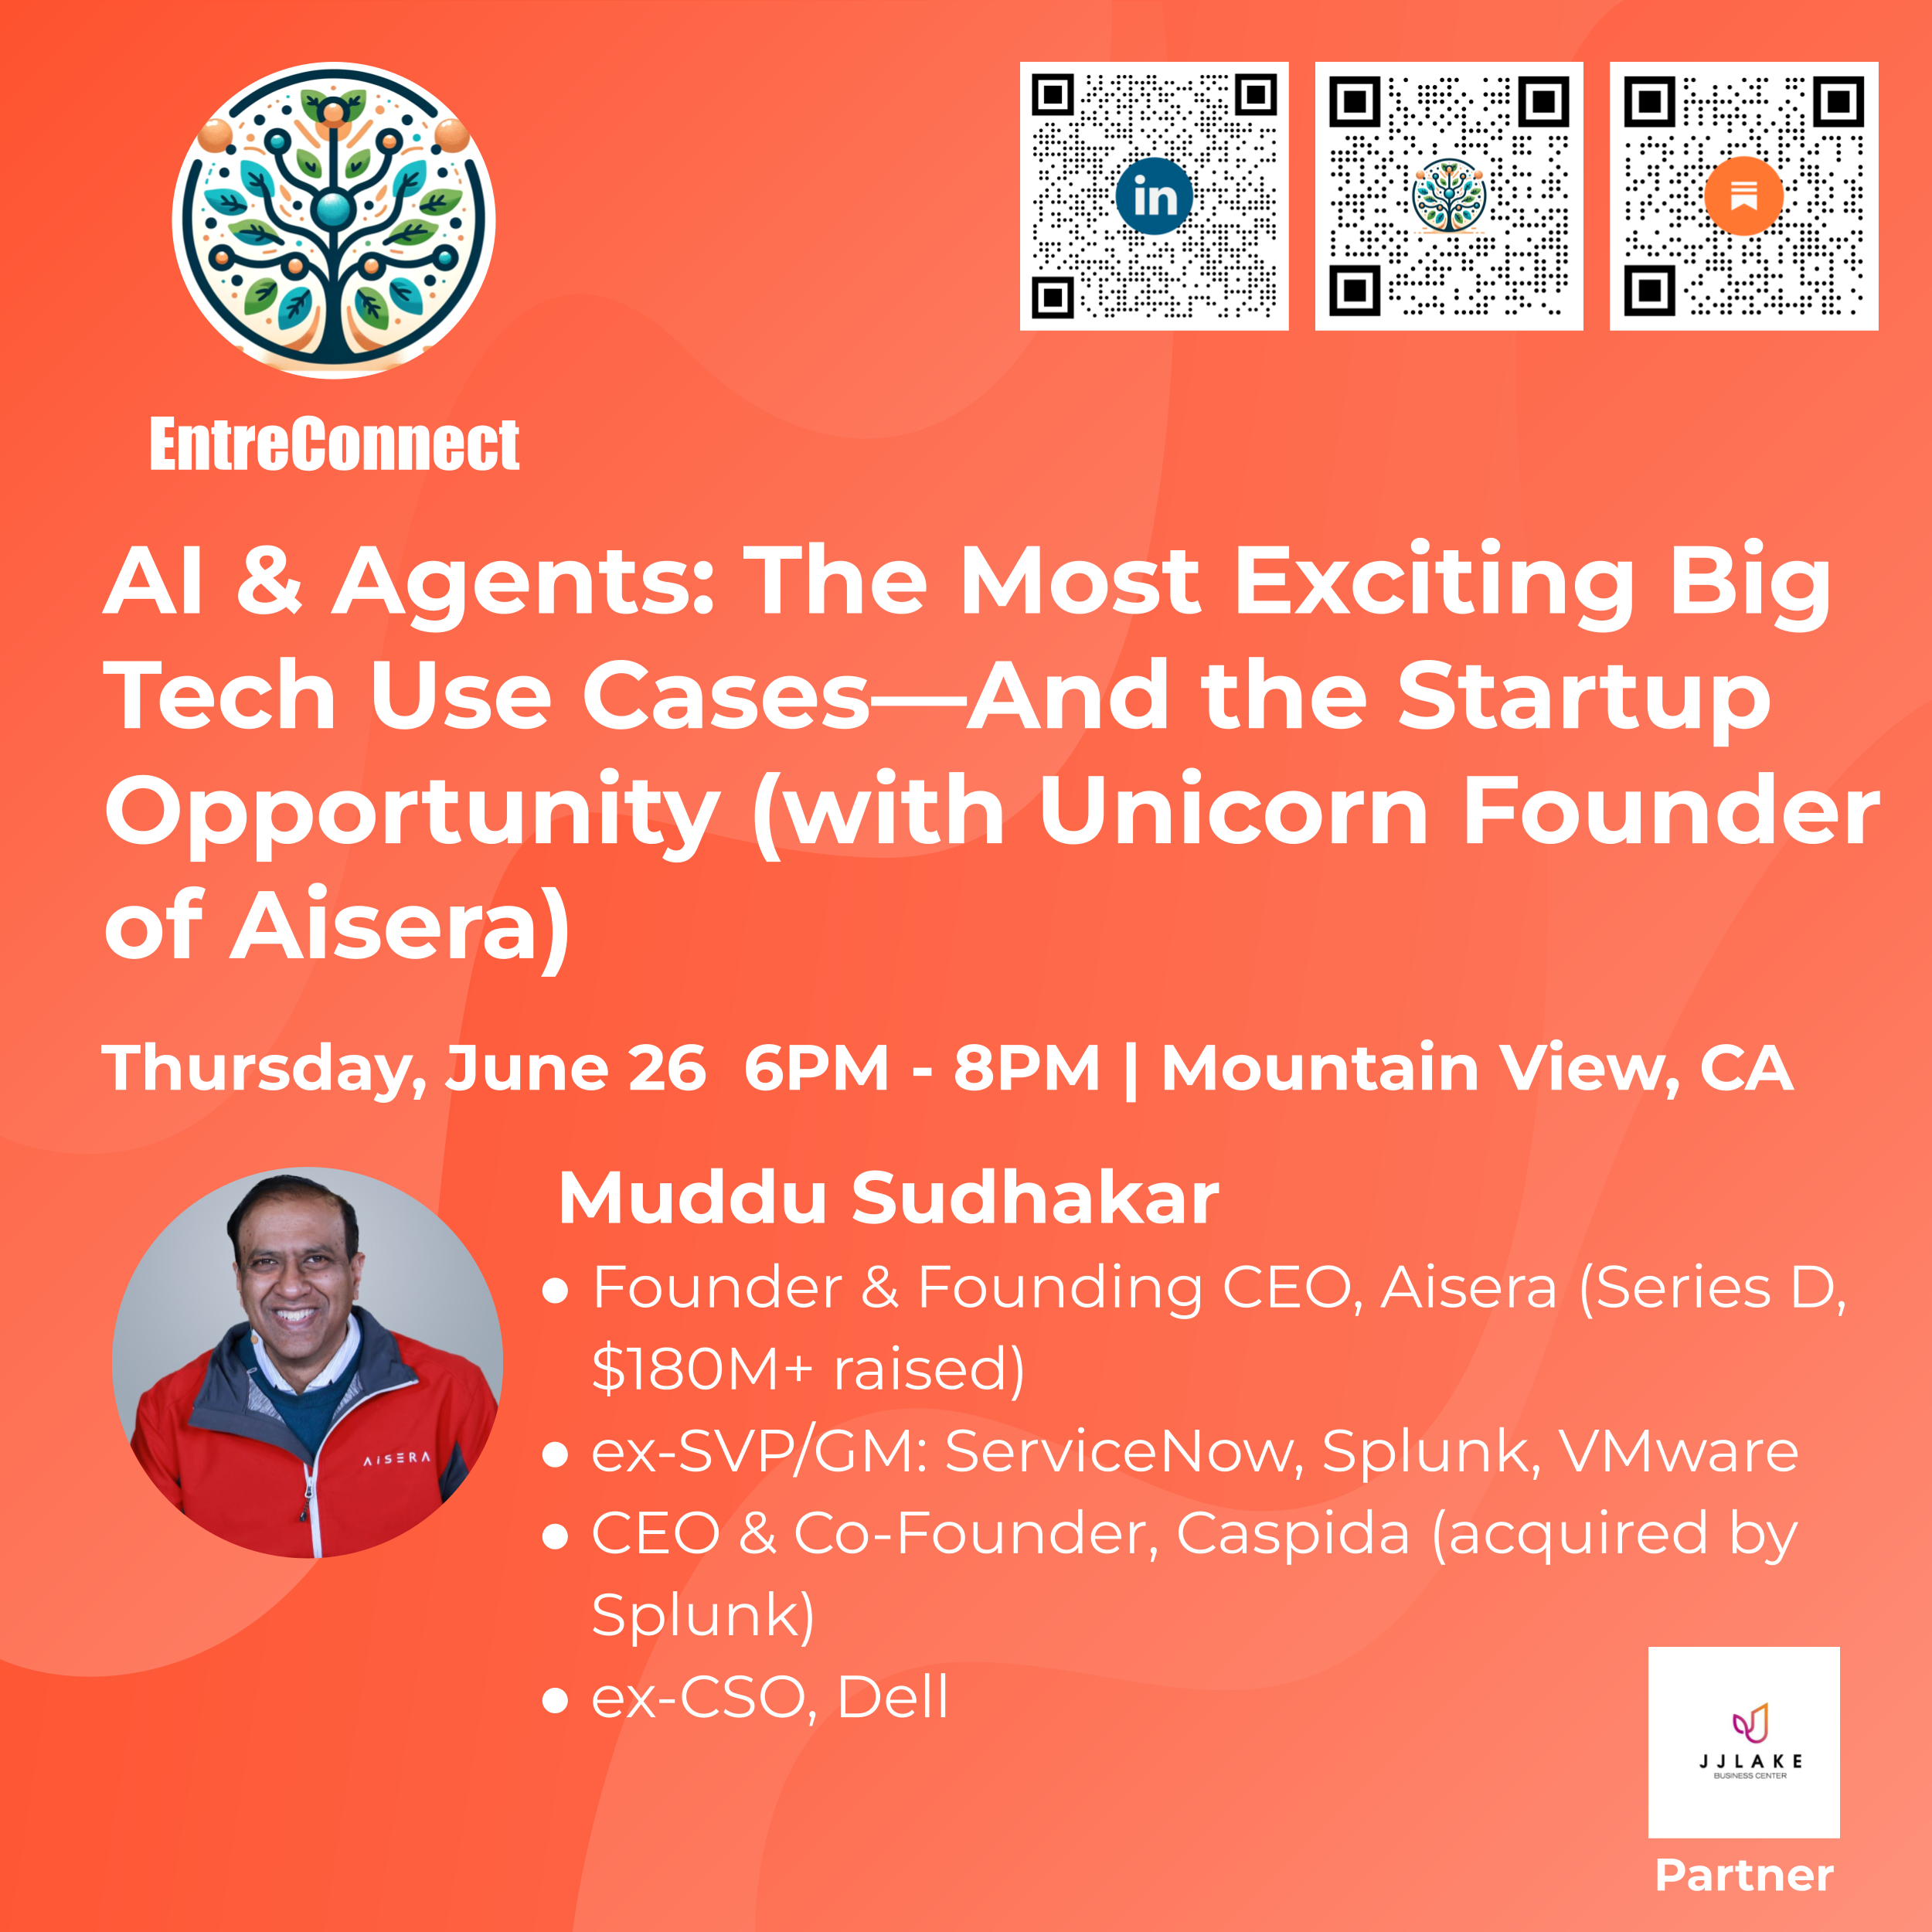 in
EntreConnect
AI & Agents: The Most Exciting Big
Tech Use Cases—And the Startup
Opportunity (with Unicorn Founder
of Aisera)
Thursday, June 26  6PM - 8PM | Mountain View, CA
Muddu Sudhakar
● Founder & Founding CEO, Aisera (Series D,
$180M+ raised)
● ex-SVP/GM: ServiceNow, Splunk, VMware
● CEO & Co-Founder, Caspida (acquired by
Splunk)
● ex-CSO, Dell
AISERA
JJLAKE
BUSINESS CENTER
Partner